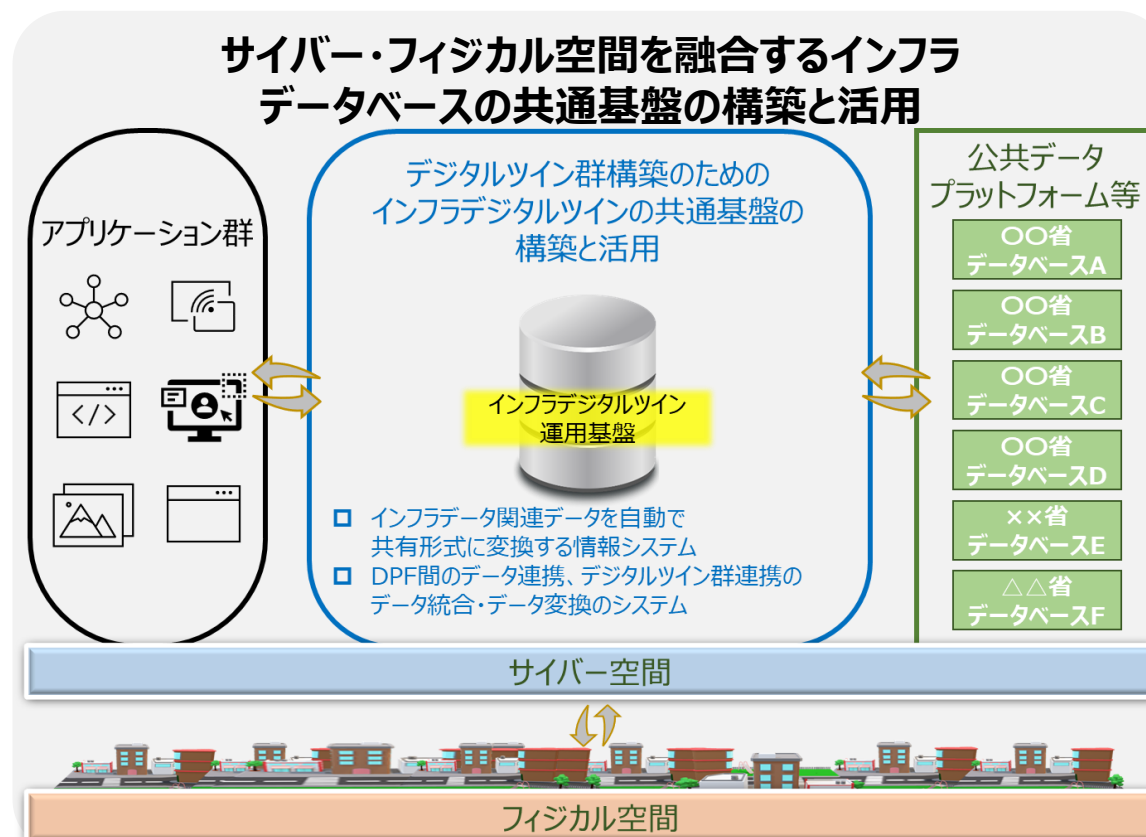 サイバー・フィジカル空間を融合するインフラ
データベースの共通基盤の構築と活用
アプリケーション群
デジタルツイン群構築のための
インフラデジタルツインの共通基盤の
構築と活用
インフラデジタルツイン
運用基盤
インフラデータ関連データを自動で
共有形式に変換する情報システム
DPF間のデータ連携、デジタルツイン群連携の
データ統合・データ変換のシステム
公共データ
プラットフォーム等
〇〇省
データベースA
〇〇省
データベースB
〇〇省
データベースC
〇〇省
データベースD
××省
データベースE
△△省
データベースF
サイバー空間
フィジカル空間